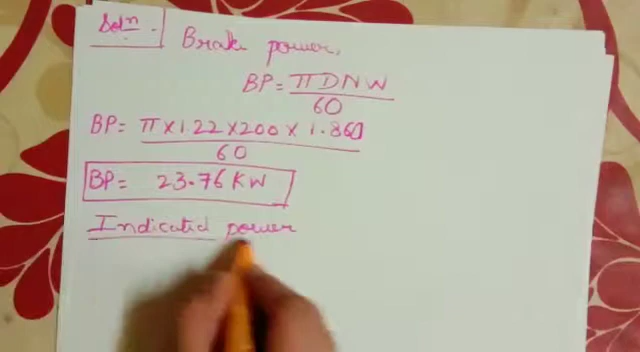 Solⁿ.
Brake power,
BP = πDNW / 60
BP = π × 1.22 × 200 × 1.860 / 60
BP = 23.76 KW
Indicated power